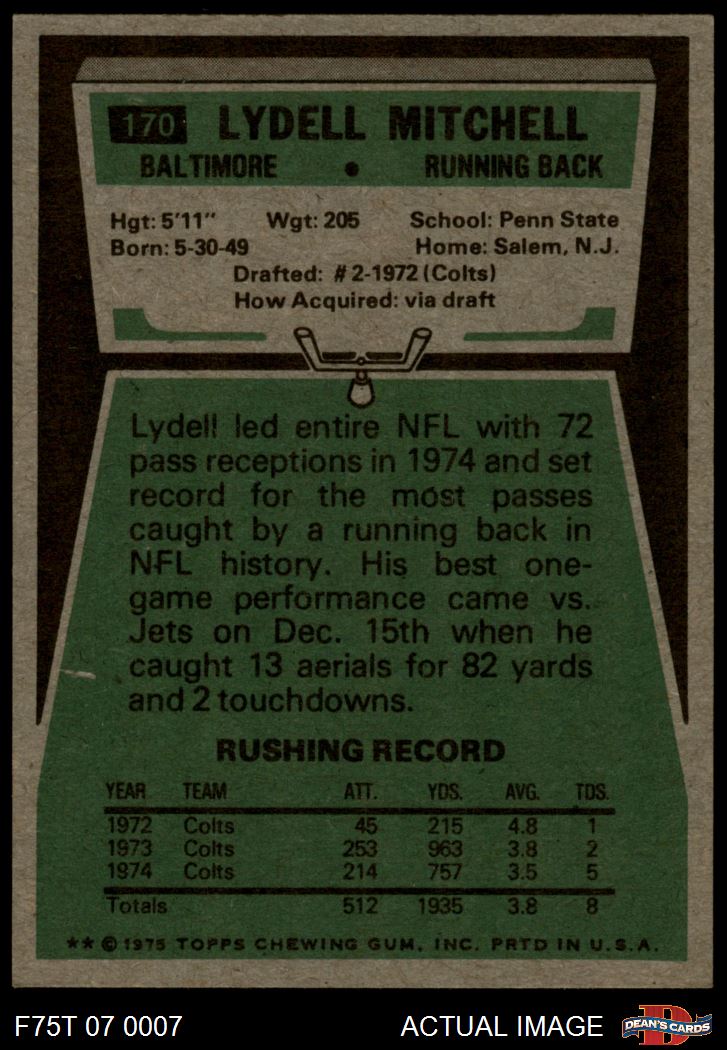 170 LYDELL MITCHELL
BALTIMORE • RUNNING BACK
Hgt: 5'11" Wgt: 205 School: Penn State
Born: 5-30-49 Home: Salem, N.J.
Drafted: #2-1972 (Colts)
How Acquired: via draft
Lydell led entire NFL with 72
pass receptions in 1974 and set
record for the most passes
caught by a running back in
NFL history. His best one-
game performance came vs.
Jets on Dec. 15th when he
caught 13 aerials for 82 yards
and 2 touchdowns.
RUSHING RECORD
YEAR TEAM ATT. YDS. AVG. TDS.
1972 Colts 45 215 4.8 1
1973 Colts 253 963 3.8 2
1974 Colts 214 757 3.5 5
Totals 512 1935 3.8 8
** © 1975 TOPPS CHEWING GUM, INC. PRTD IN U.S.A.
F75T 07 0007 ACTUAL IMAGE D DEAN'S CARDS